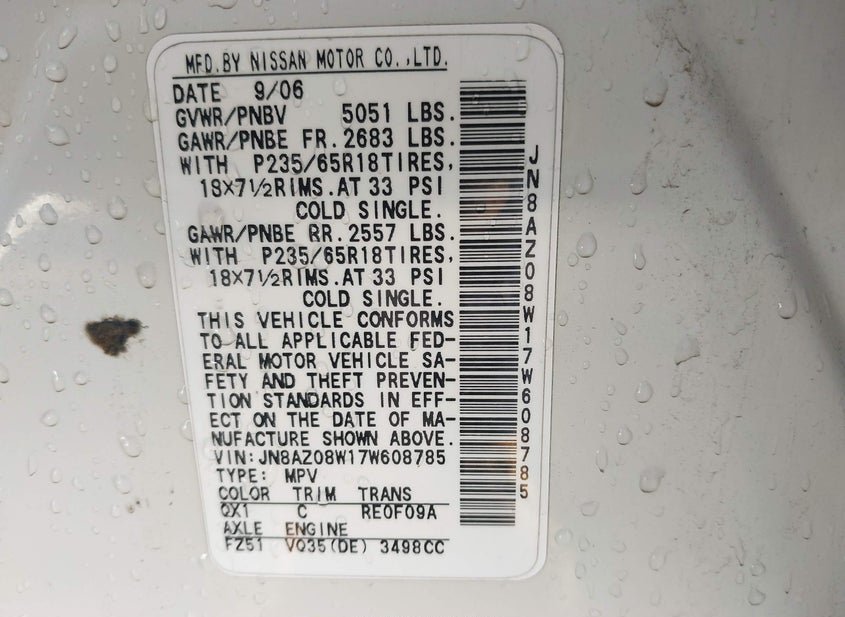 MFD.BY NISSAN MOTOR CO.,LTD.
DATE 9/06
GVWR/PNBV 5051 LBS.
GAWR/PNBE FR.2683 LBS.
WITH P235/65R18TIRES,
18X7½RIMS.AT 33 PSI
COLD SINGLE.
GAWR/PNBE RR.2557 LBS.
WITH P235/65R18TIRES,
18X7½RIMS.AT 33 PSI
COLD SINGLE.
THIS VEHICLE CONFORMS
TO ALL APPLICABLE FED-
ERAL MOTOR VEHICLE SA-
FETY AND THEFT PREVEN-
TION STANDARDS IN EFF-
ECT ON THE DATE OF MA-
NUFACTURE SHOWN ABOVE.
VIN:JN8AZ08W17W608785
TYPE: MPV
COLOR TRIM TRANS
QX1 C RE0F09A
AXLE ENGINE
FZ51 VQ35(DE) 3498CC
JN8AZ08W17W608785